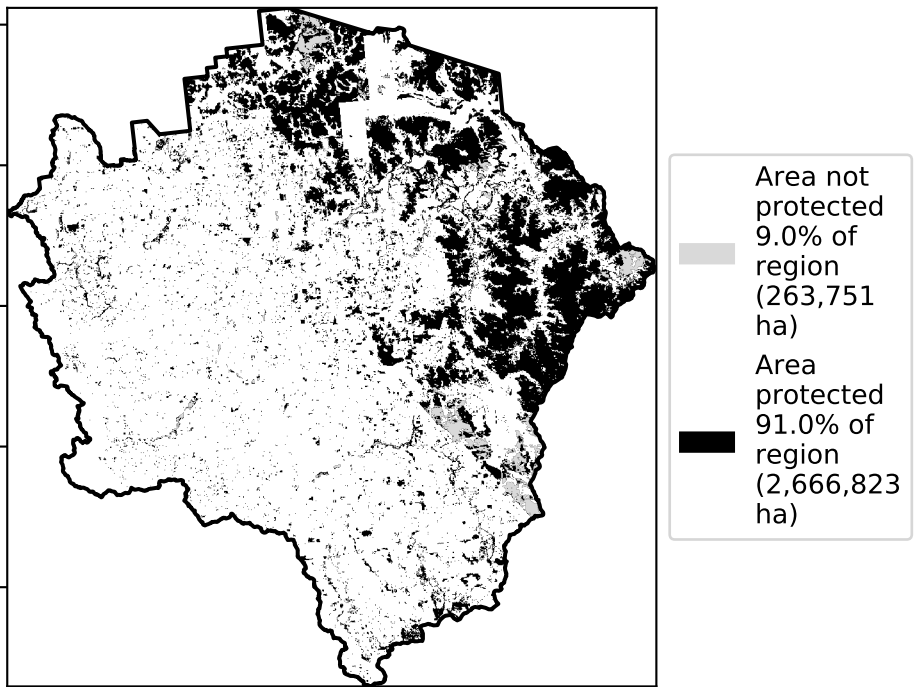 Area not
protected
9.0% of
region
(263,751
ha)
Area
protected
91.0% of
region
(2,666,823
ha)